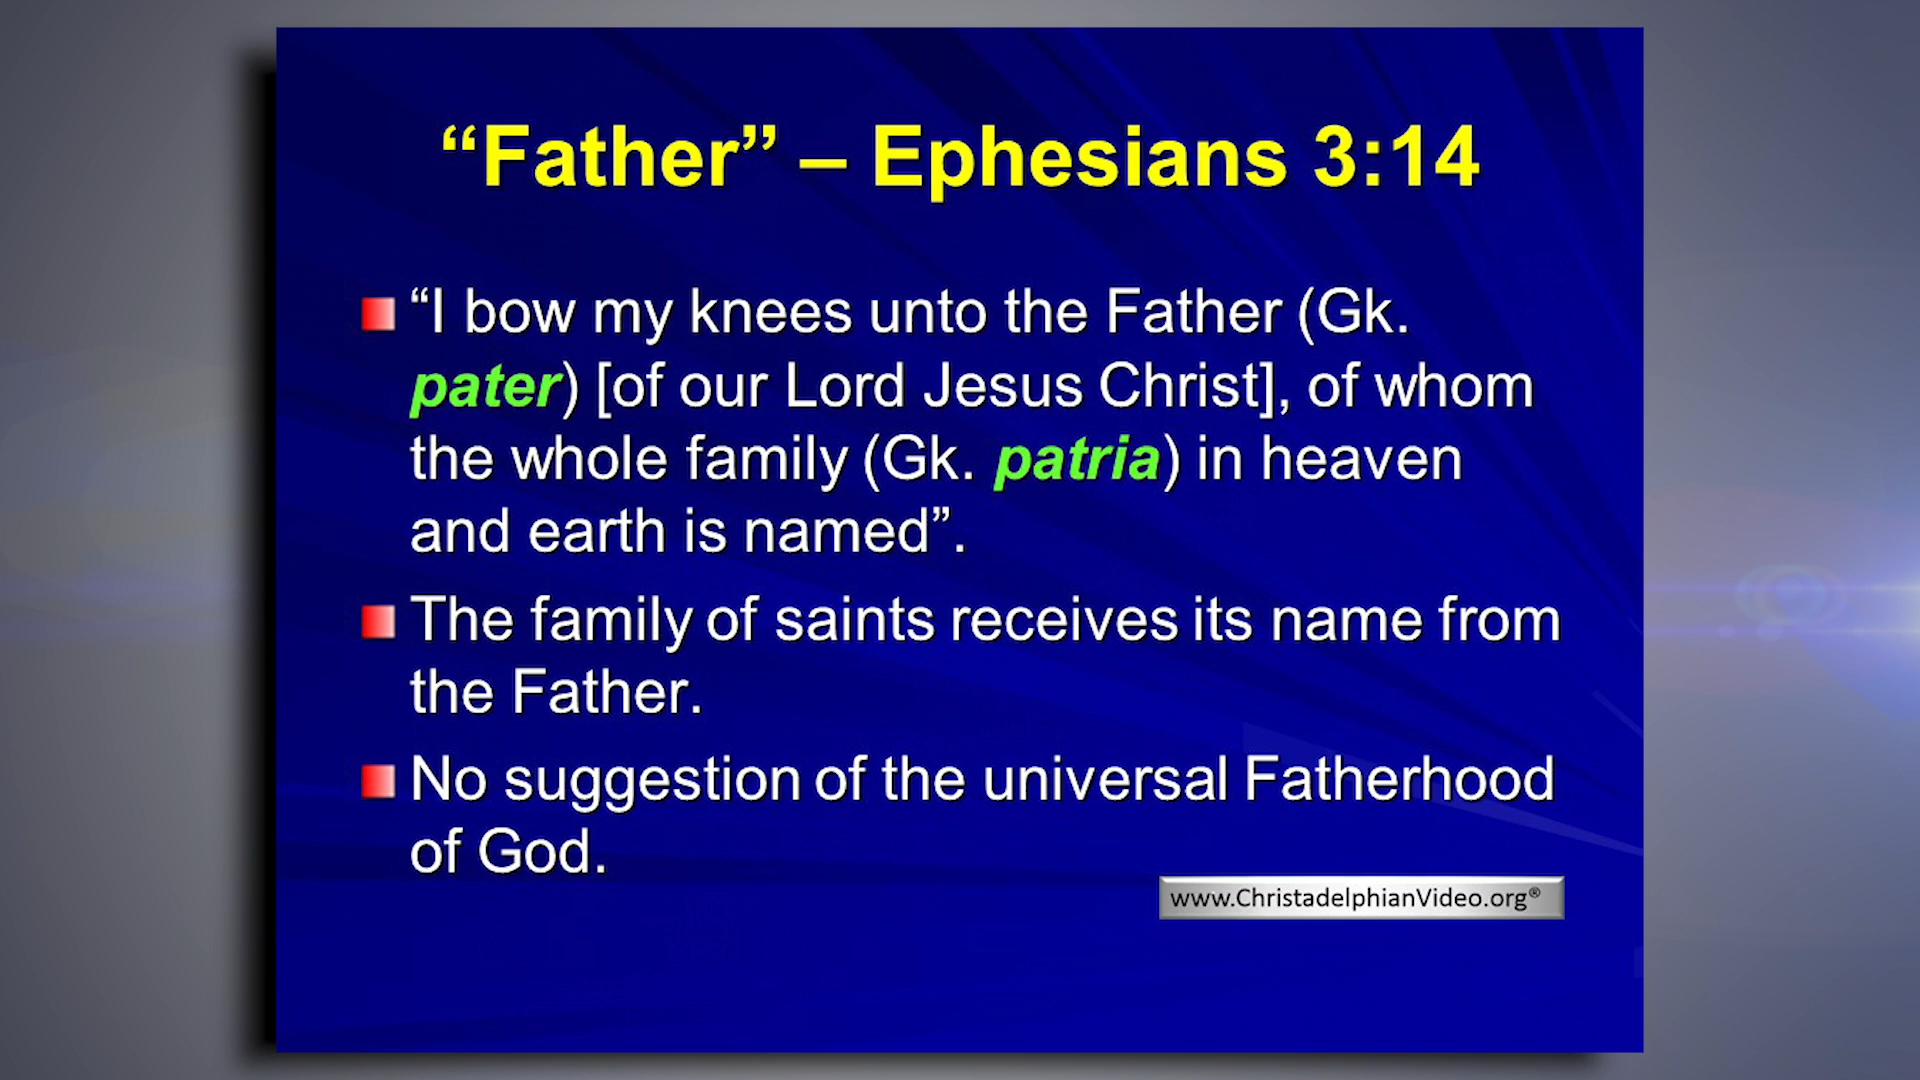 “Father” – Ephesians 3:14
“I bow my knees unto the Father (Gk.
pater) [of our Lord Jesus Christ], of whom
the whole family (Gk. patria) in heaven
and earth is named”.
The family of saints receives its name from
the Father.
No suggestion of the universal Fatherhood
of God.
www.ChristadelphianVideo.org®